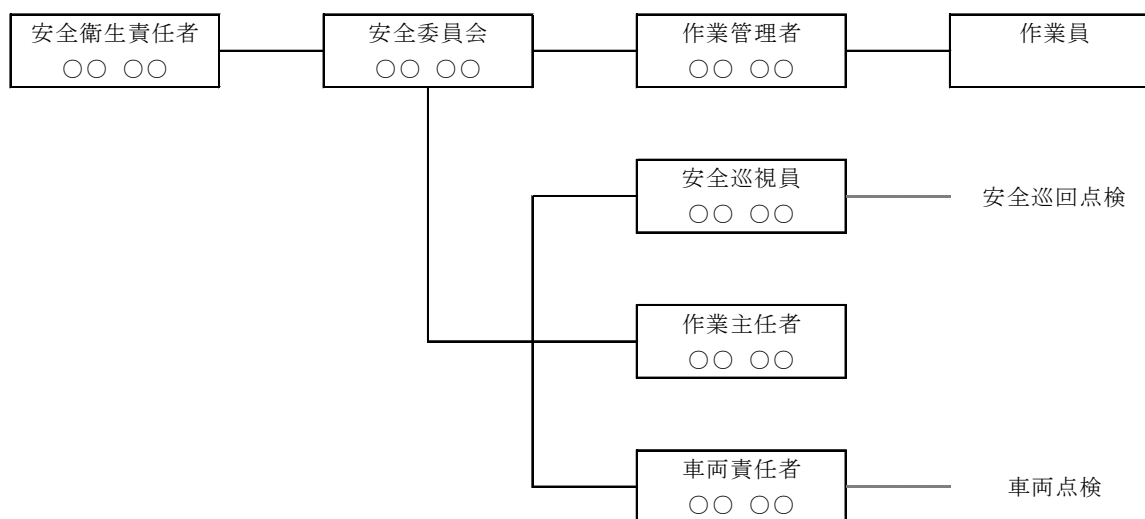 安全衛生責任者
○○ ○○
安全委員会
○○ ○○
作業管理者
○○ ○○
作業員
安全巡視員
○○ ○○
安全巡回点検
作業主任者
○○ ○○
車両責任者
○○ ○○
車両点検